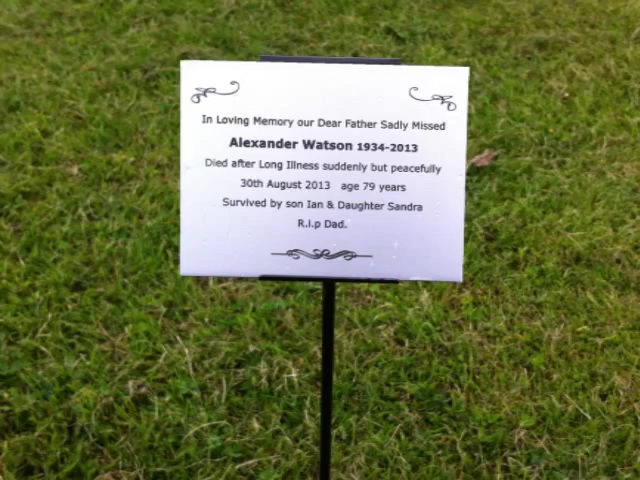 In Loving Memory our Dear Father Sadly Missed
Alexander Watson 1934-2013
Died after Long Illness suddenly but peacefully
30th August 2013 age 79 years
Survived by son Ian & Daughter Sandra
R.i.p Dad.